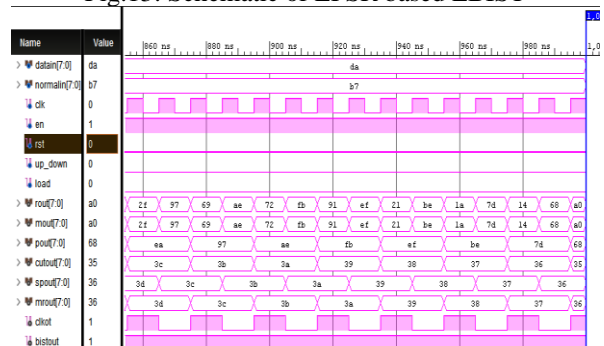 Fig.13. Schematic of LFSR based LBIST
1,0
Name Value 860 ns 880 ns 900 ns 920 ns 940 ns 960 ns 980 ns 1,0
datain[7:0] da da
normalin[7:0] b7 b7
clk 0
en 1
rst 0
up_down 0
load 0
rout[7:0] a0 2f 97 69 ae 72 fb 91 ef 21 be 1a 7d 14 68 a0
mout[7:0] a0 2f 97 69 ae 72 fb 91 ef 21 be 1a 7d 14 68 a0
pout[7:0] 68 ea 97 ae fb ef be 7d 68
cutout[7:0] 35 3c 3b 3a 39 38 37 36 35
spout[7:0] 36 3d 3c 3b 3a 39 38 37 36
mrout[7:0] 36 3d 3c 3b 3a 39 38 37 36
clkot 1
bistout 1